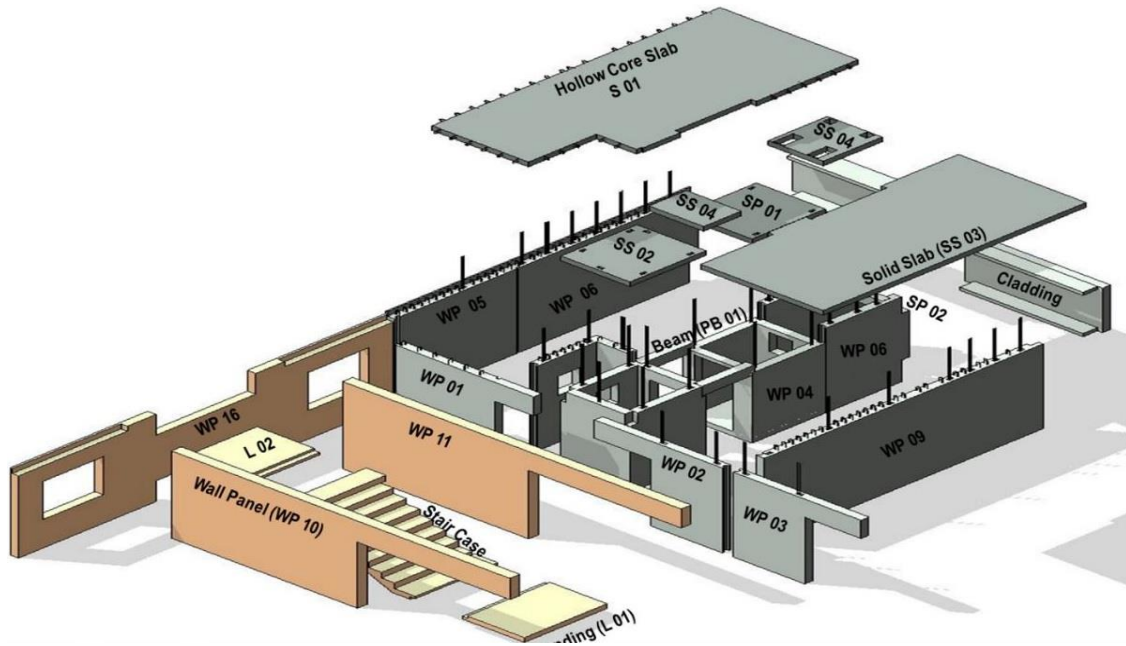 Hollow Core Slab
S 01
SS 04
SS 04
SP 01
SS 02
Solid Slab (SS 03)
Cladding
SP 02
WP 05
WP 06
Beam (PB 01)
WP 06
WP 01
WP 04
WP 16
WP 11
WP 09
L 02
WP 02
Wall Panel (WP 10)
WP 03
Stair Case
nding (L 01)